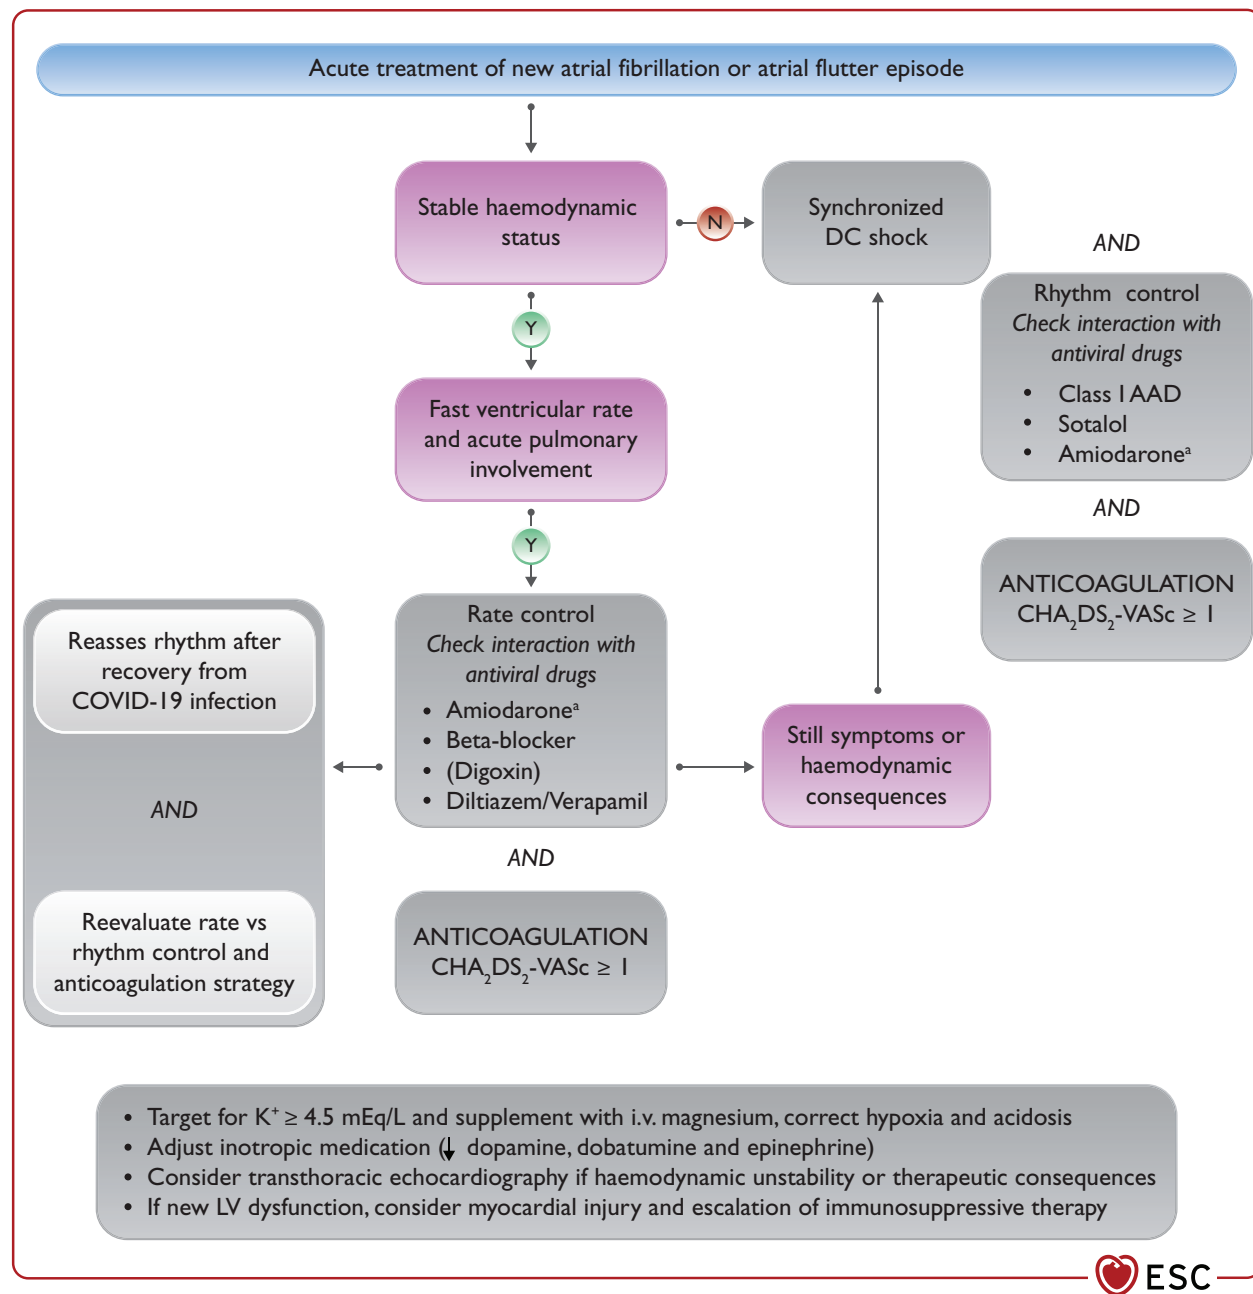 Acute treatment of new atrial fibrillation or atrial flutter episode
Stable haemodynamic
status
N
Synchronized
DC shock
AND
Rhythm control
Check interaction with
antiviral drugs
• Class I AAD
• Sotalol
• Amiodaroneᵃ
AND
ANTICOAGULATION
CHA₂DS₂-VASc ≥ 1
Y
Fast ventricular rate
and acute pulmonary
involvement
Y
Rate control
Check interaction with
antiviral drugs
• Amiodaroneᵃ
• Beta-blocker
• (Digoxin)
• Diltiazem/Verapamil
AND
ANTICOAGULATION
CHA₂DS₂-VASc ≥ 1
Still symptoms or
haemodynamic
consequences
Reasses rhythm after
recovery from
COVID-19 infection
AND
Reevaluate rate vs
rhythm control and
anticoagulation strategy
• Target for K⁺ ≥ 4.5 mEq/L and supplement with i.v. magnesium, correct hypoxia and acidosis
• Adjust inotropic medication (↓ dopamine, dobatumine and epinephrine)
• Consider transthoracic echocardiography if haemodynamic unstability or therapeutic consequences
• If new LV dysfunction, consider myocardial injury and escalation of immunosuppressive therapy
ESC